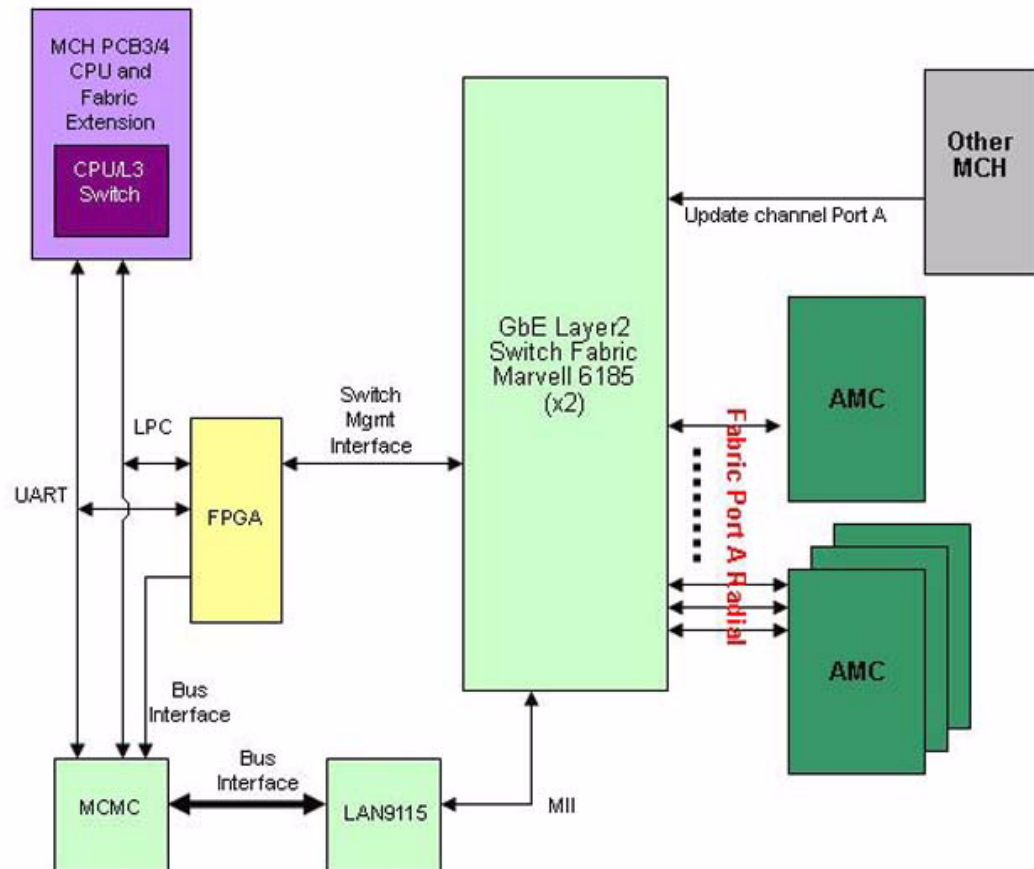 MCH PCB3/4
CPU and
Fabric
Extension
CPU/L3
Switch
Other
MCH
Update channel Port A
GbE Layer2
Switch Fabric
Marvell 6185
(x2)
AMC
Fabric Port A Radial
Switch
Mgmt
Interface
LPC
UART
FPGA
AMC
Bus
Interface
Bus
Interface
MCMC
LAN9115
MII